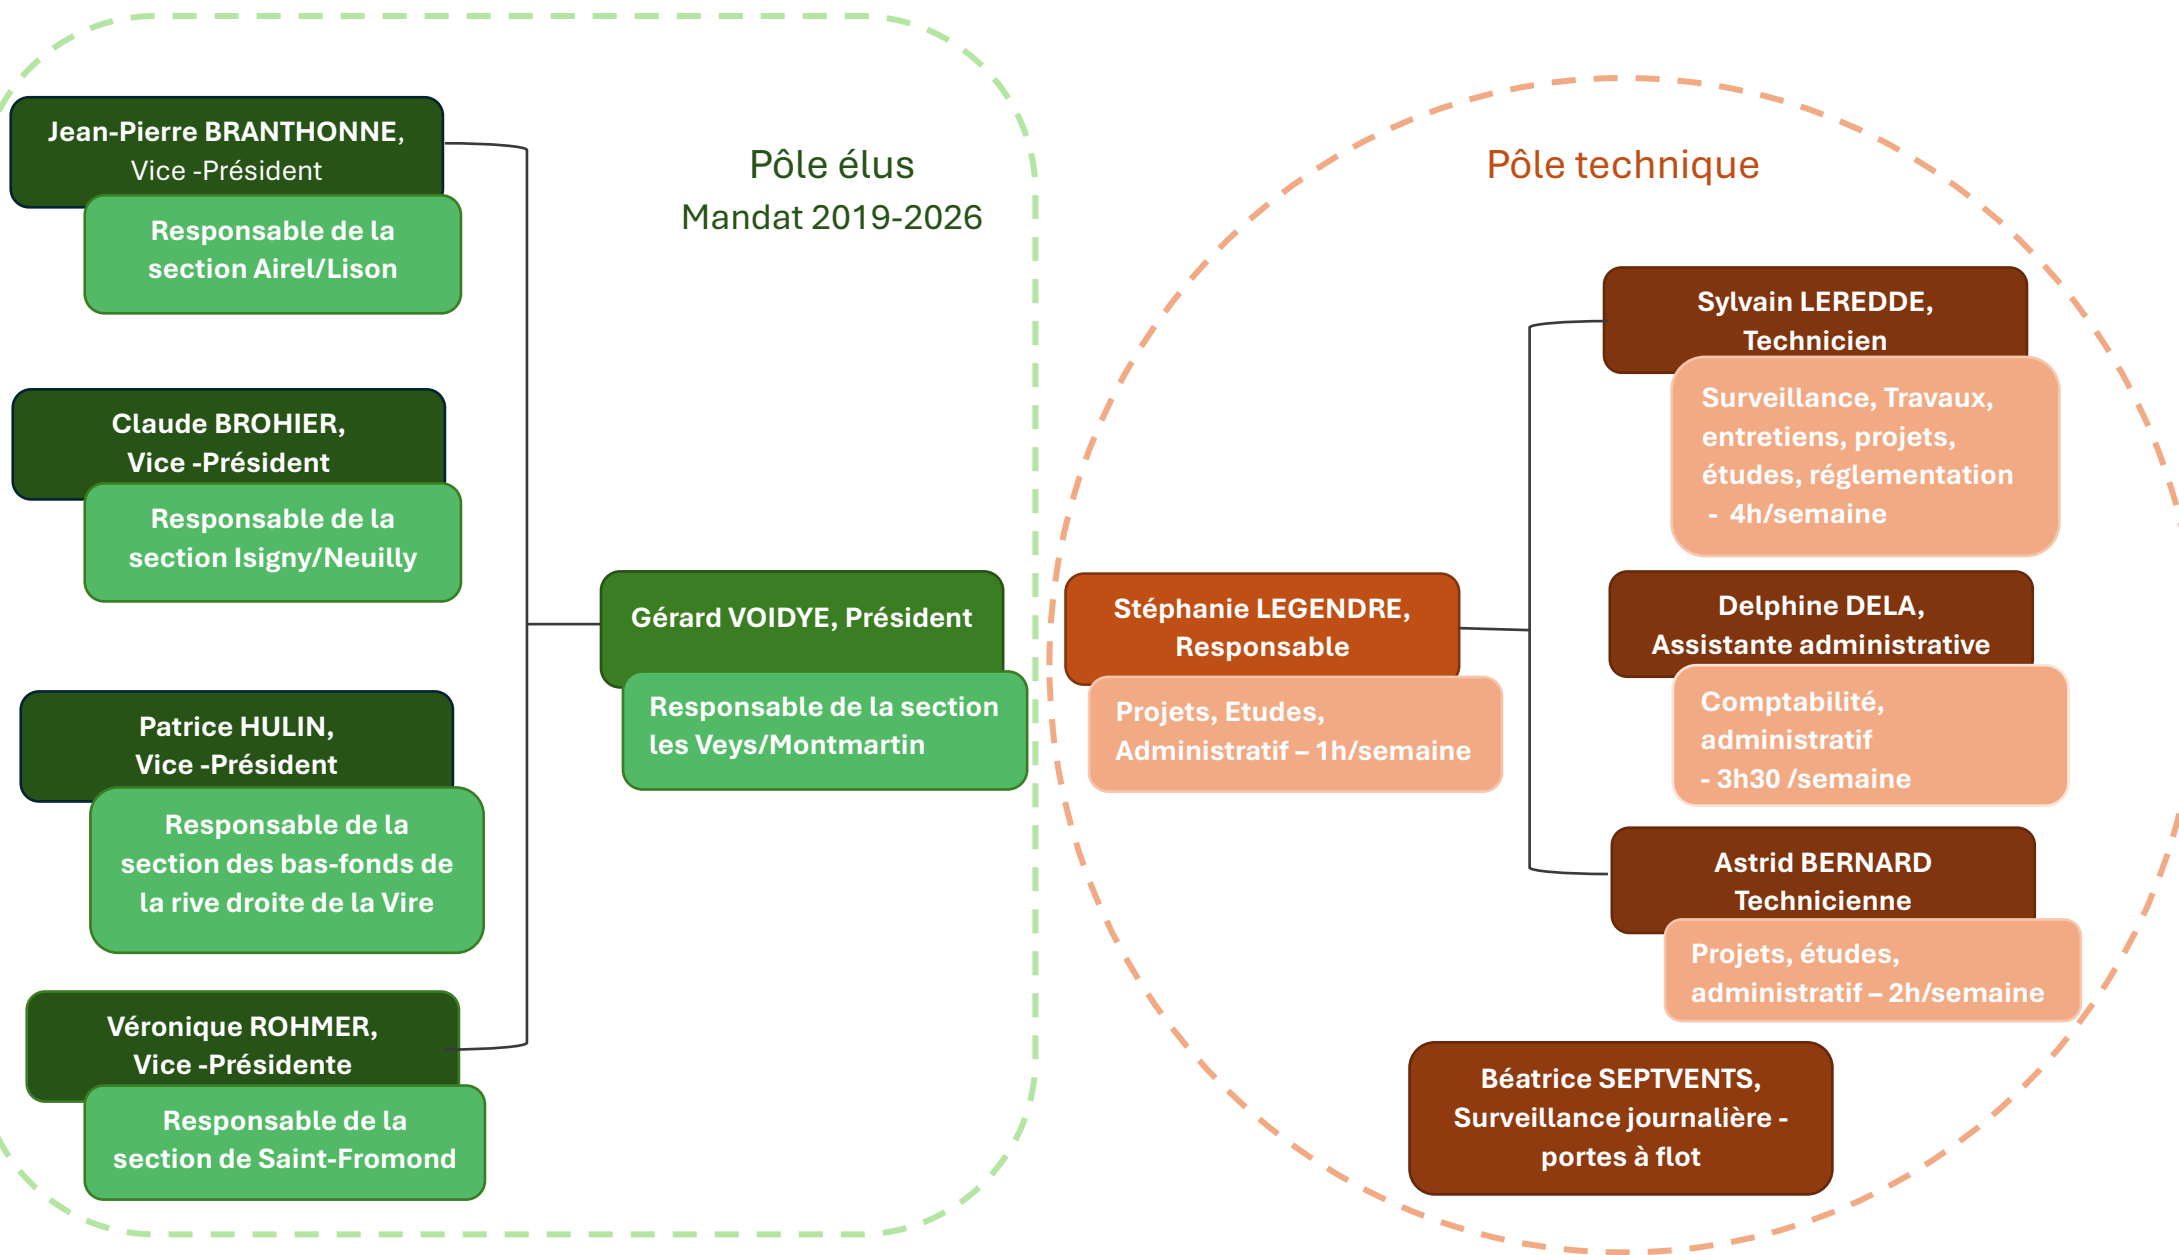 Pôle élus
Mandat 2019-2026
Jean-Pierre BRANTHONNE,
Vice -Président
Responsable de la
section Airel/Lison
Claude BROHIER,
Vice -Président
Responsable de la
section Isigny/Neuilly
Patrice HULIN,
Vice -Président
Responsable de la
section des bas-fonds de
la rive droite de la Vire
Véronique ROHMER,
Vice -Présidente
Responsable de la
section de Saint-Fromond
Gérard VOIDYE, Président
Responsable de la section
les Veys/Montmartin
Pôle technique
Stéphanie LEGENDRE,
Responsable
Projets, Etudes,
Administratif – 1h/semaine
Sylvain LEREDDE,
Technicien
Surveillance, Travaux,
entretiens, projets,
études, réglementation
- 4h/semaine
Delphine DELA,
Assistante administrative
Comptabilité,
administratif
- 3h30 /semaine
Astrid BERNARD
Technicienne
Projets, études,
administratif – 2h/semaine
Béatrice SEPTVENTS,
Surveillance journalière -
portes à flot